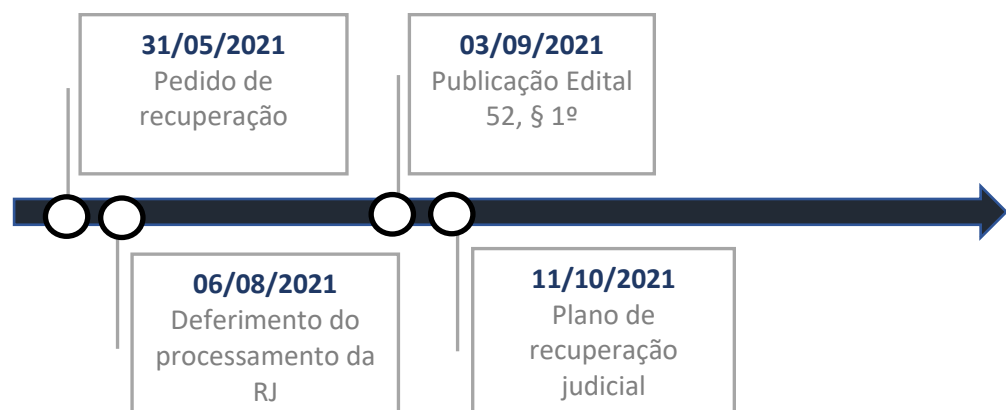 31/05/2021
Pedido de
recuperação
03/09/2021
Publicação Edital
52, § 1º
06/08/2021
Deferimento do
processamento da
RJ
11/10/2021
Plano de
recuperação
judicial